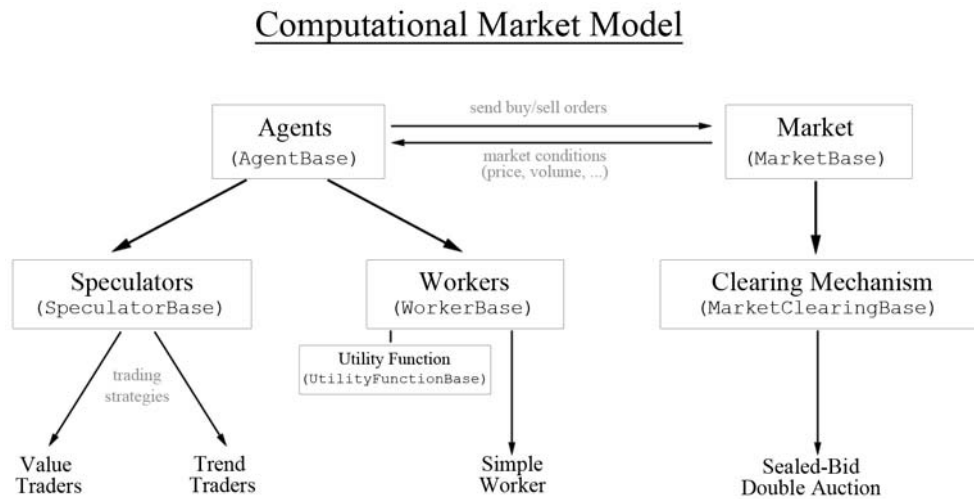 Computational Market Model
send buy/sell orders
Agents
(AgentBase)
Market
(MarketBase)
market conditions
(price, volume, ...)
Speculators
(SpeculatorBase)
Workers
(WorkerBase)
Clearing Mechanism
(MarketClearingBase)
Utility Function
(UtilityFunctionBase)
trading
strategies
Value
Traders
Trend
Traders
Simple
Worker
Sealed-Bid
Double Auction